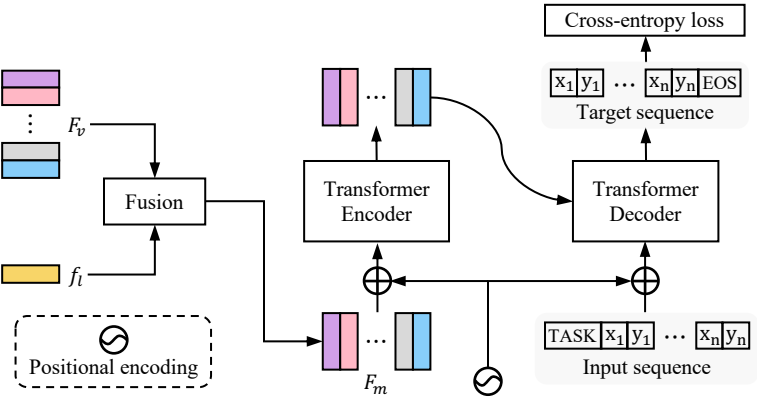 Cross-entropy loss
x₁ y₁ ··· xₙ yₙ EOS
Target sequence
F_v
Fusion
Transformer
Encoder
Transformer
Decoder
f_l
Positional encoding
F_m
TASK x₁ y₁ ··· xₙ yₙ
Input sequence